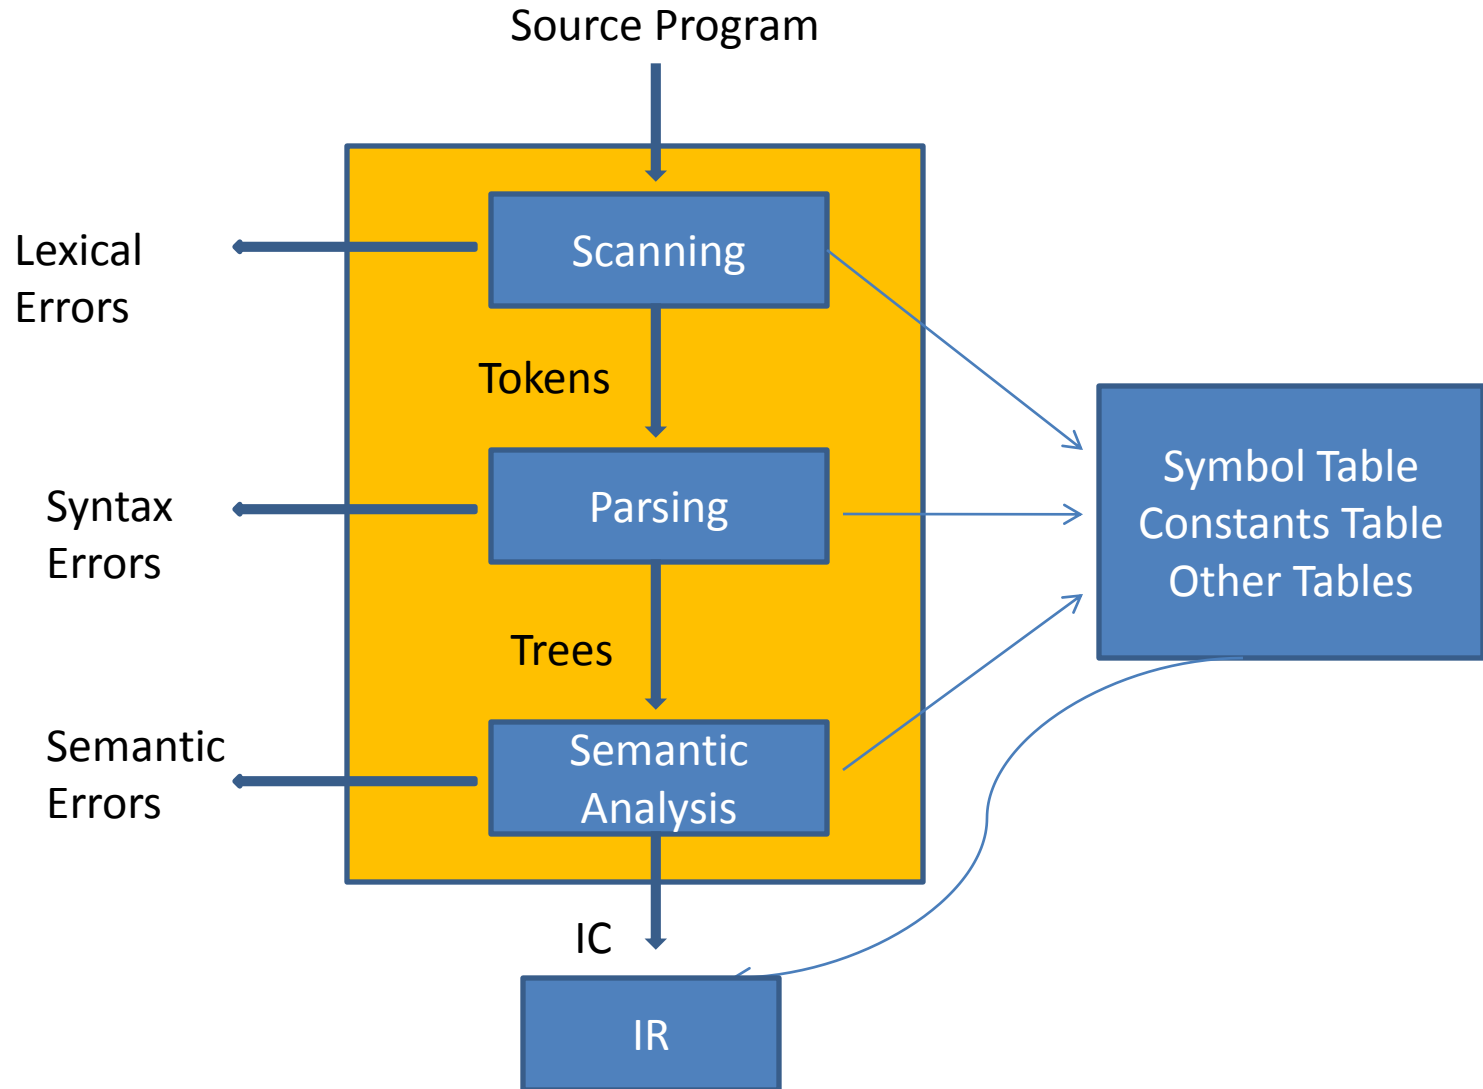 Source Program
Scanning
Lexical
Errors
Tokens
Parsing
Syntax
Errors
Symbol Table
Constants Table
Other Tables
Trees
Semantic
Analysis
Semantic
Errors
IC
IR